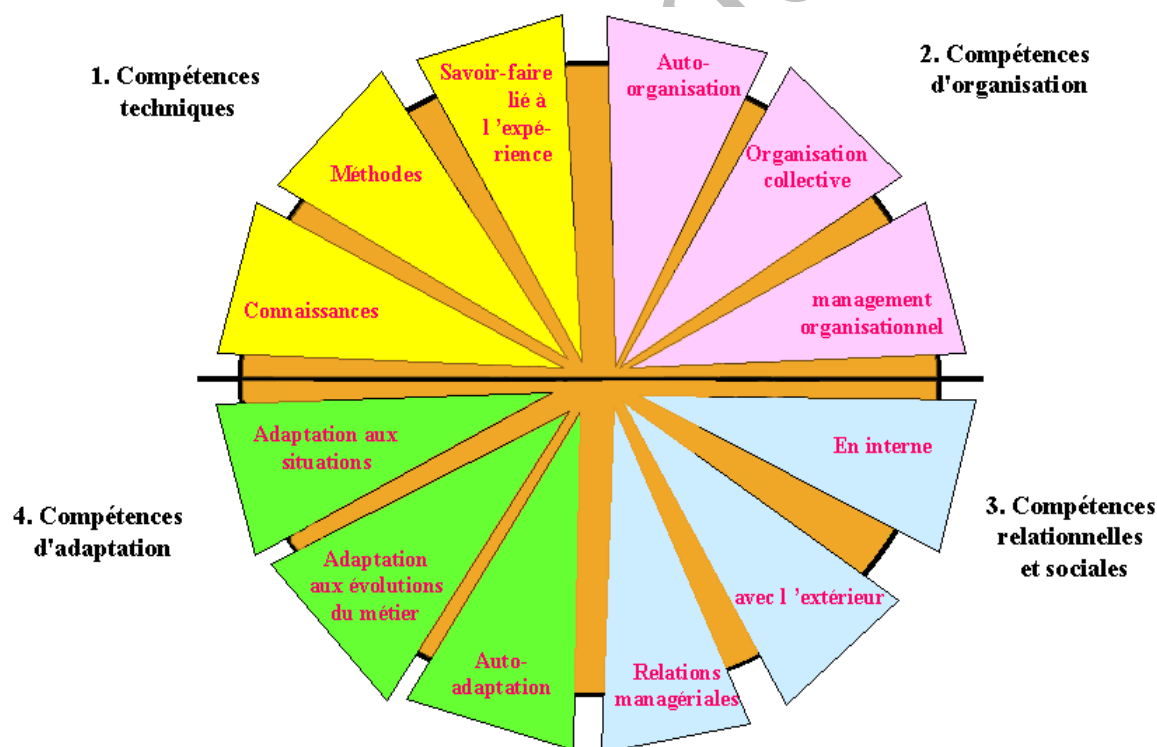 1. Compétences
techniques
Savoir-faire
lié à
l ’expé-
rience
Méthodes
Connaissances
2. Compétences
d'organisation
Auto-
organisation
Organisation
collective
management
organisationnel
3. Compétences
relationnelles
et sociales
En interne
avec l ’extérieur
Relations
managériales
4. Compétences
d'adaptation
Adaptation aux
situations
Adaptation
aux évolutions
du métier
Auto-
adaptation